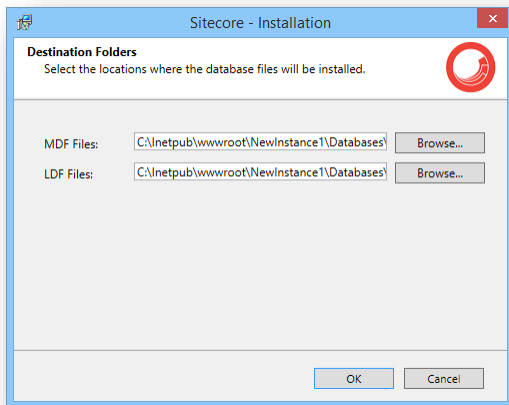 Sitecore - Installation
Destination Folders
Select the locations where the database files will be installed.
MDF Files: C:\Inetpub\wwwroot\NewInstance1\Databases\ Browse...
LDF Files: C:\Inetpub\wwwroot\NewInstance1\Databases\ Browse...
OK Cancel